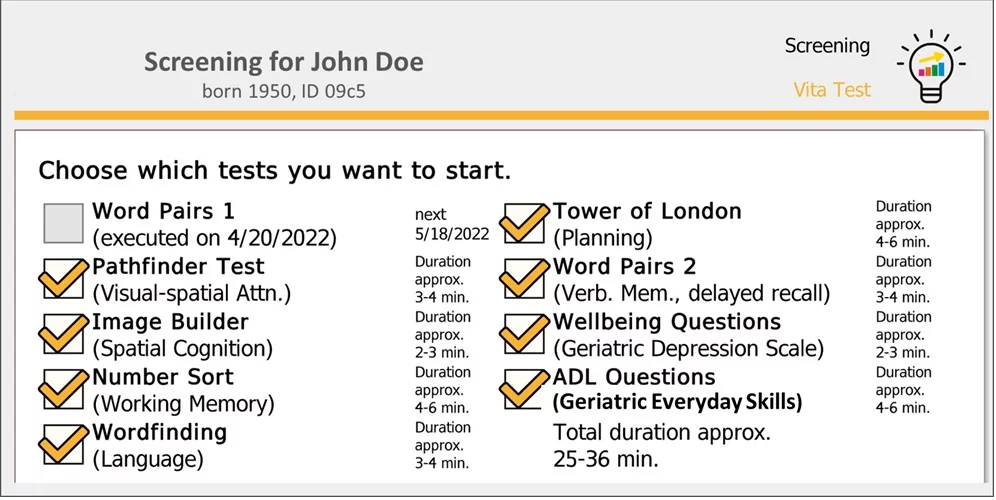 Screening for John Doe
born 1950, ID 09c5
Screening
Vita Test
Choose which tests you want to start.
Word Pairs 1
(executed on 4/20/2022)
next
5/18/2022
Pathfinder Test
(Visual-spatial Attn.)
Duration
approx.
3-4 min.
Image Builder
(Spatial Cognition)
Duration
approx.
2-3 min.
Number Sort
(Working Memory)
Duration
approx.
4-6 min.
Wordfinding
(Language)
Duration
approx.
3-4 min.
Tower of London
(Planning)
Duration
approx.
4-6 min.
Word Pairs 2
(Verb. Mem., delayed recall)
Duration
approx.
3-4 min.
Wellbeing Questions
(Geriatric Depression Scale)
Duration
approx.
2-3 min.
ADL Ouestions
(Geriatric Everyday Skills)
Duration
approx.
4-6 min.
Total duration approx.
25-36 min.